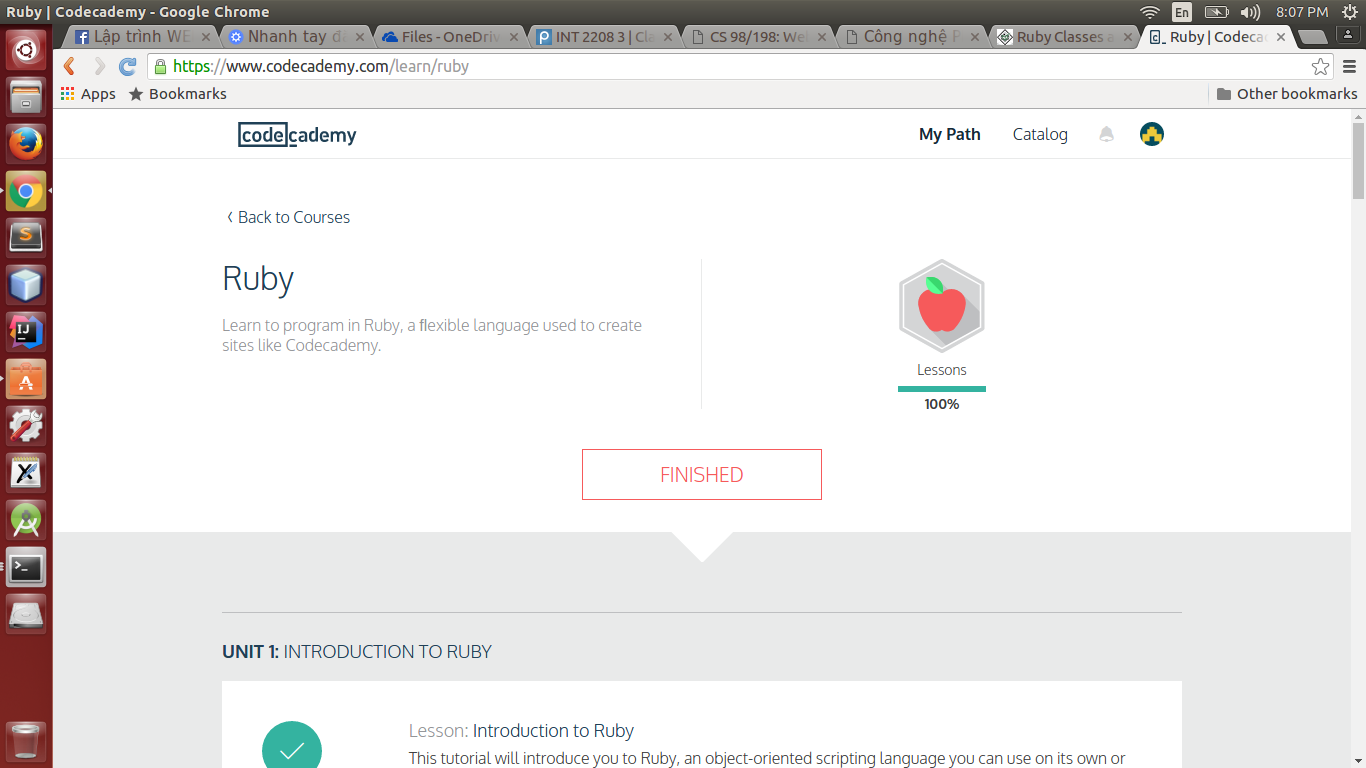 Ruby | Codecademy - Google Chrome
En
8:07 PM
Lập trình WE
Nhanh tay đă
Files - OneDriv
INT 2208 3 | Cla
CS 98/198: Wel
Công nghệ P
Ruby Classes a
Ruby | Codeca
https://www.codecademy.com/learn/ruby
Apps
Bookmarks
Other bookmarks
codecademy
My Path
Catalog
Back to Courses
Ruby
Learn to program in Ruby, a flexible language used to create
sites like Codecademy.
Lessons
100%
FINISHED
UNIT 1: INTRODUCTION TO RUBY
Lesson: Introduction to Ruby
This tutorial will introduce you to Ruby, an object-oriented scripting language you can use on its own or